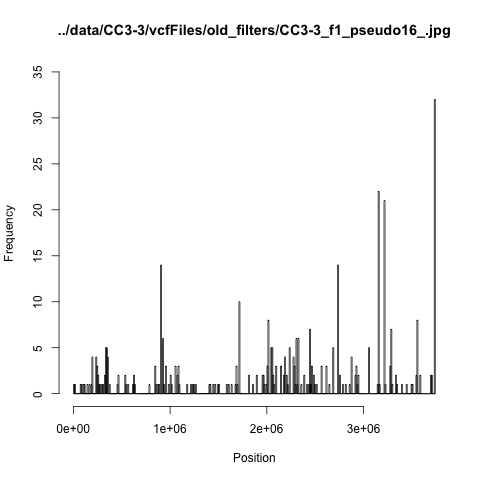 ../data/CC3-3/vcfFiles/old_filters/CC3-3_f1_pseudo16_.jpg
Frequency
35
30
25
20
15
10
5
0
0e+00 1e+06 2e+06 3e+06
Position